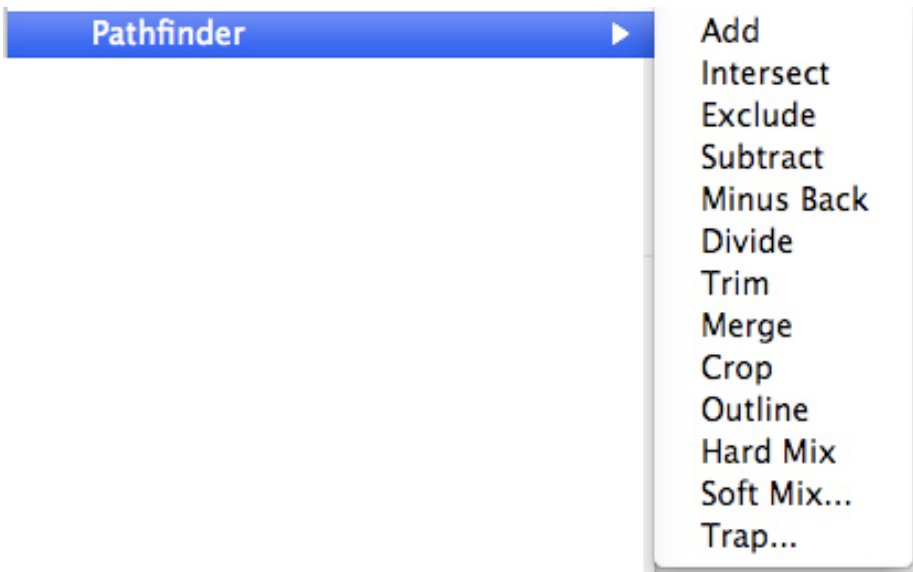 Pathfinder
Add
Intersect
Exclude
Subtract
Minus Back
Divide
Trim
Merge
Crop
Outline
Hard Mix
Soft Mix...
Trap...